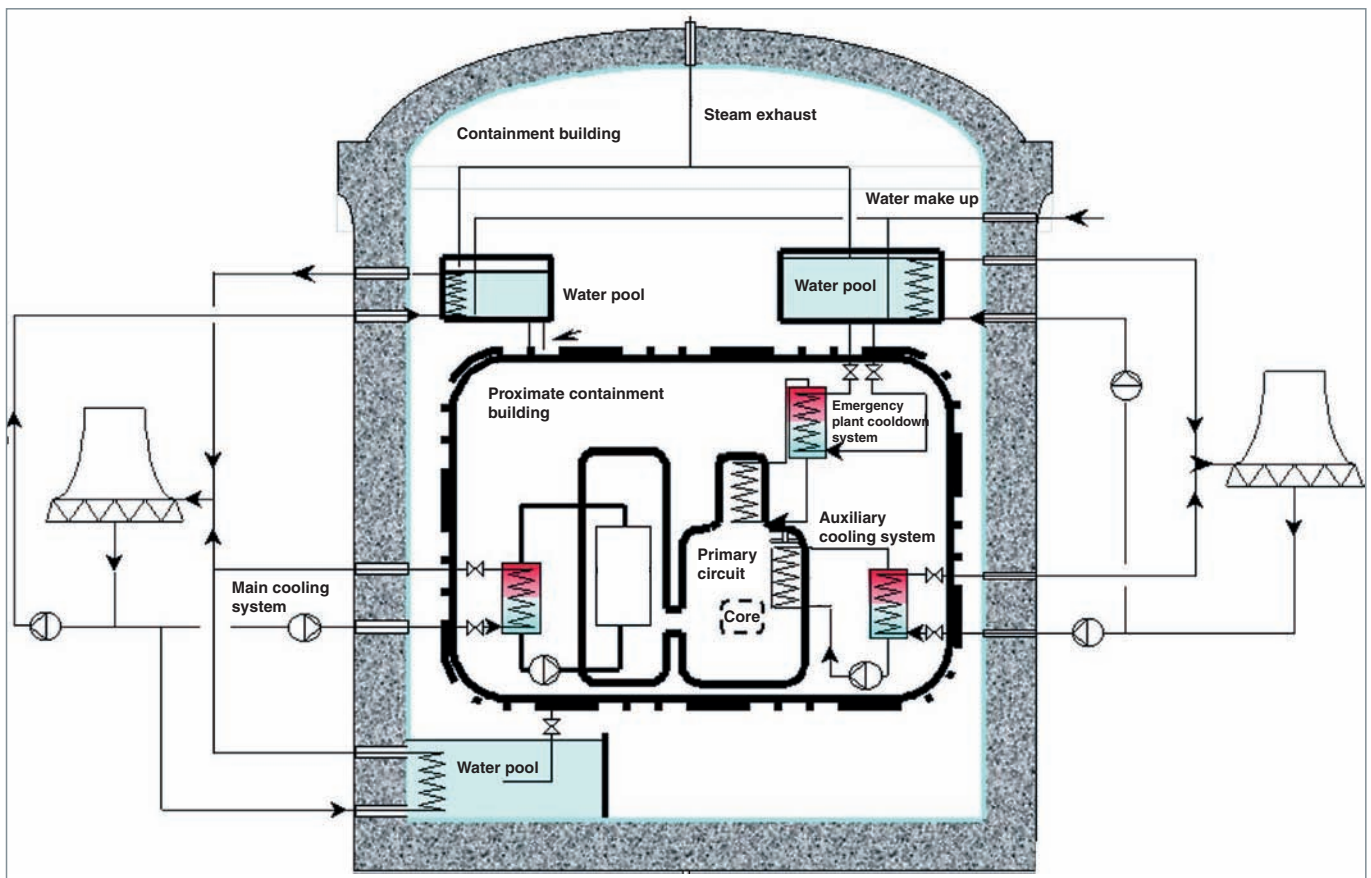 Steam exhaust
Containment building
Water make up
Water pool
Water pool
Proximate containment
building
Emergency
plant cooldown
system
Auxiliary
cooling system
Primary
circuit
Main cooling
system
Core
Water pool